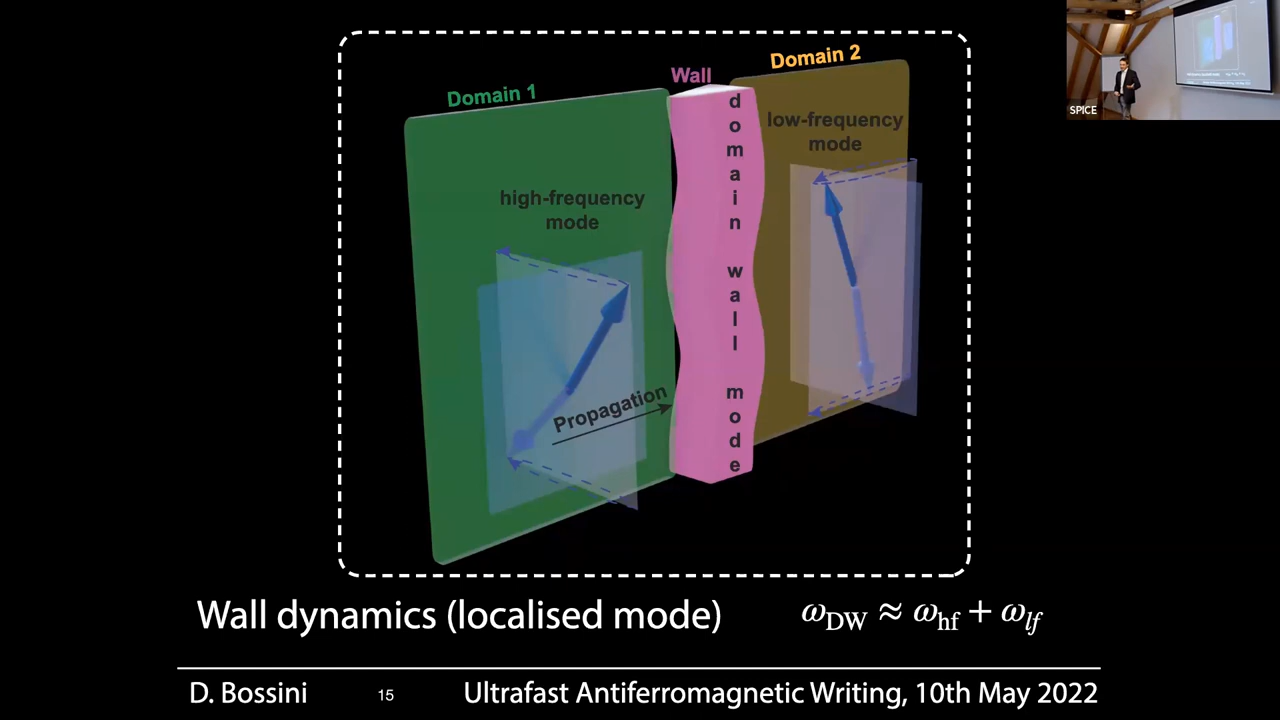 Domain 1
Wall
Domain 2
high-frequency
mode
domain wall mode
low-frequency
mode
Propagation
Wall dynamics (localised mode)
ω_DW ≈ ω_hf + ω_lf
D. Bossini
15
Ultrafast Antiferromagnetic Writing, 10th May 2022
SPICE